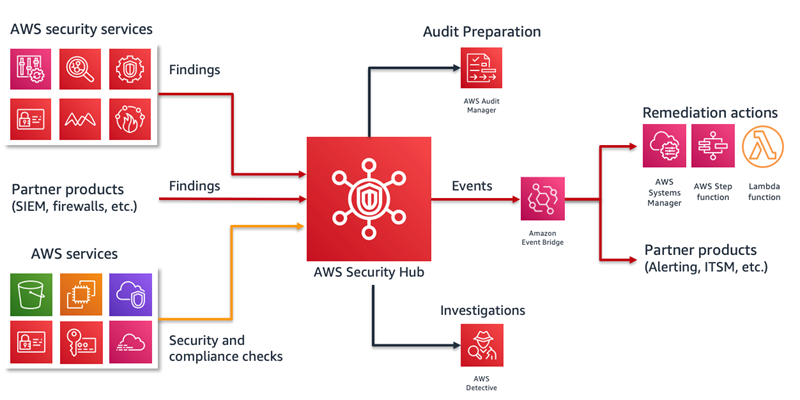 AWS security services
Findings
Partner products
(SIEM, firewalls, etc.)
Findings
AWS services
Security and
compliance checks
AWS Security Hub
Audit Preparation
AWS Audit
Manager
Investigations
AWS
Detective
Events
Amazon
Event Bridge
Remediation actions
AWS
Systems
Manager
AWS Step
function
Lambda
function
Partner products
(Alerting, ITSM, etc.)